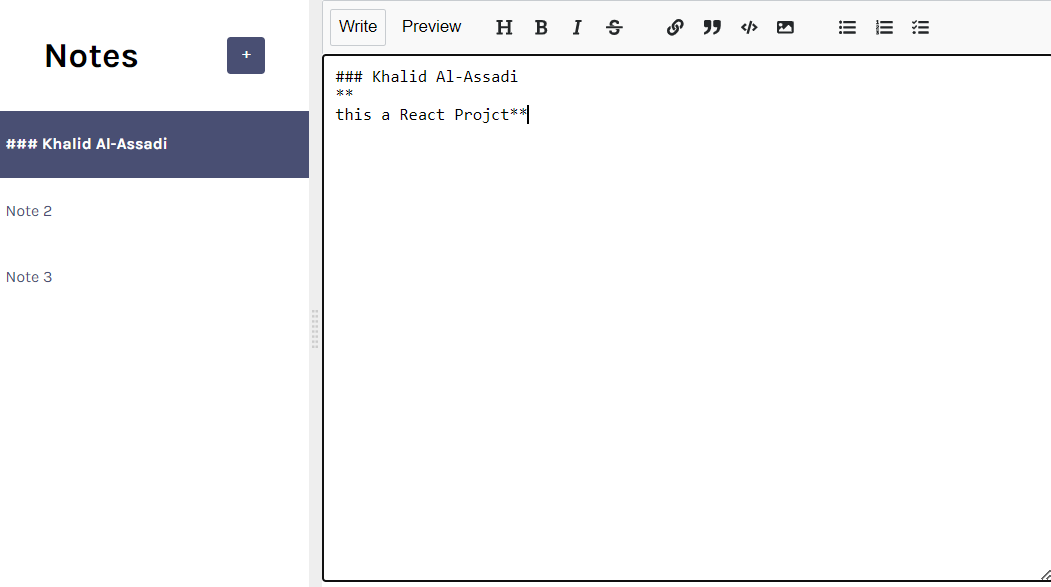 Notes
+
### Khalid Al-Assadi
Note 2
Note 3
Write Preview
### Khalid Al-Assadi
**
this a React Projct**